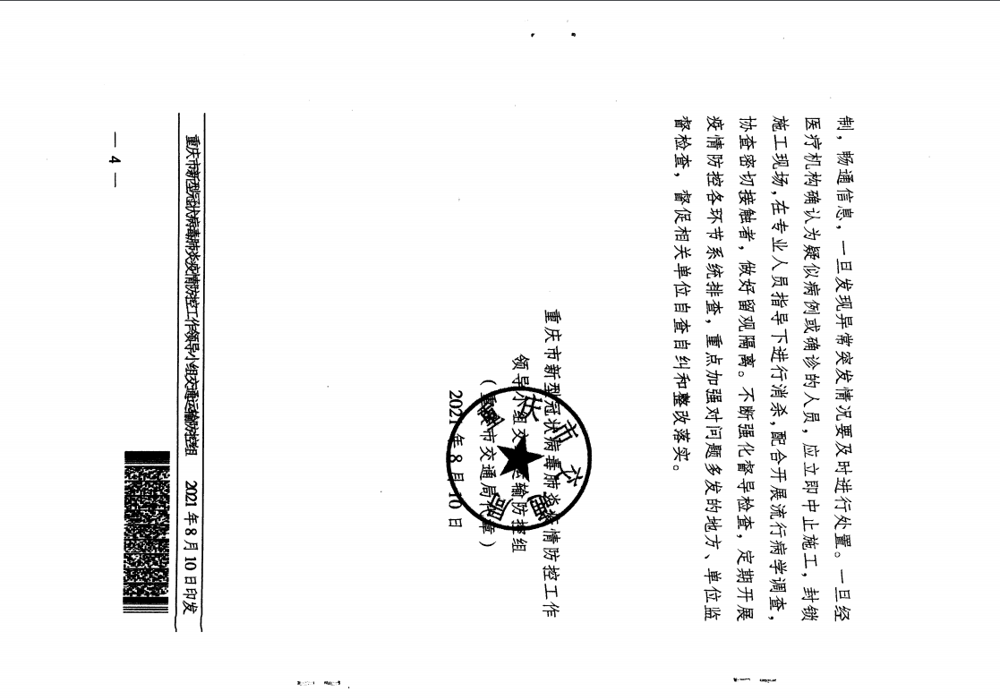 制，畅通信息，一旦发现异常突发情况要及时进行处置。一旦经
医疗机构确认为疑似病例或确诊的人员，应立即中止施工，封锁
施工现场，在专业人员指导下进行消杀，配合开展流行病学调查，
协查密切接触者，做好留观隔离。不断强化督导检查，定期开展
疫情防控各环节系统排查，重点加强对问题多发的地方、单位监
督检查，督促相关单位自查自纠和整改落实。
重庆市新型冠状病毒肺炎疫情防控工作
领导小组交通运输防控组
（重庆市交通局代章）
2021年8月10日
重庆市交通局
重庆市新型冠状病毒肺炎疫情防控工作领导小组交通运输防控组 2021年8月10日印发
— 4 —